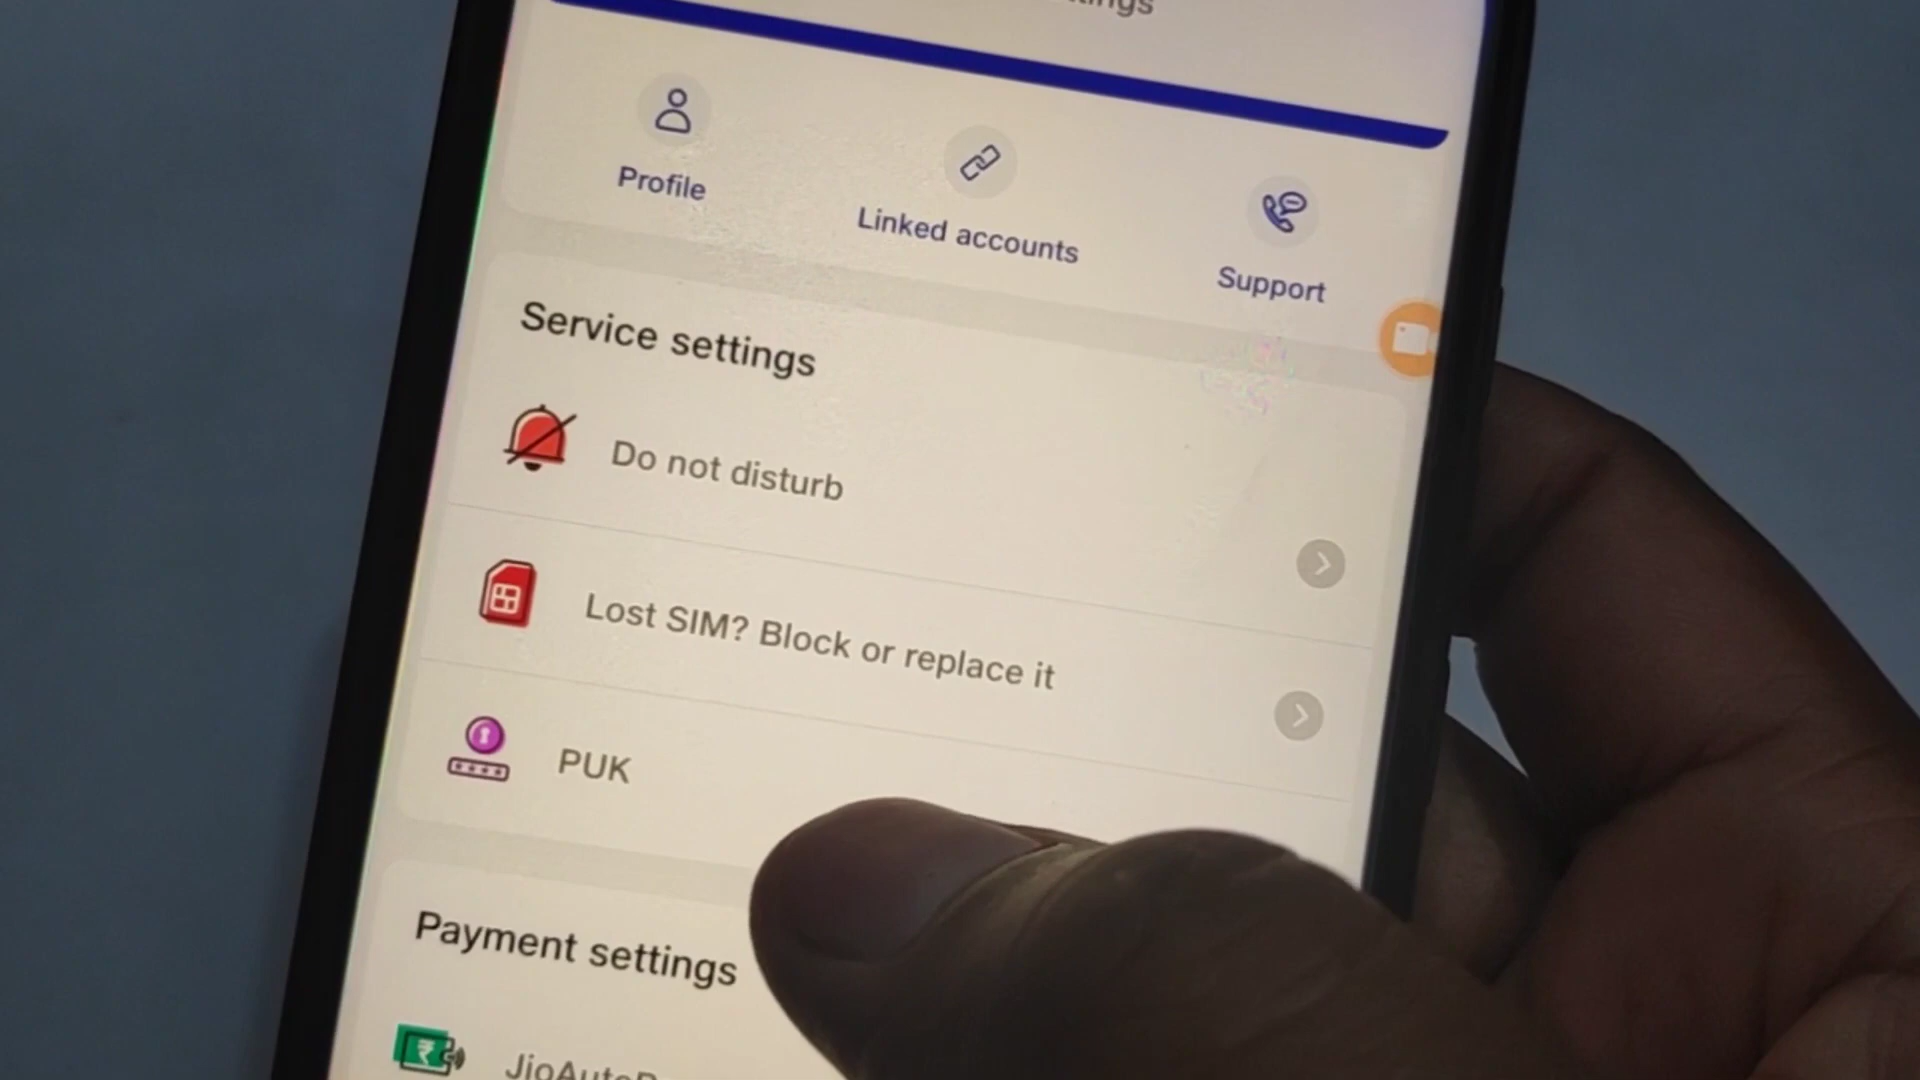 Profile
Linked accounts
Support
Service settings
Do not disturb
Lost SIM? Block or replace it
PUK
Payment settings